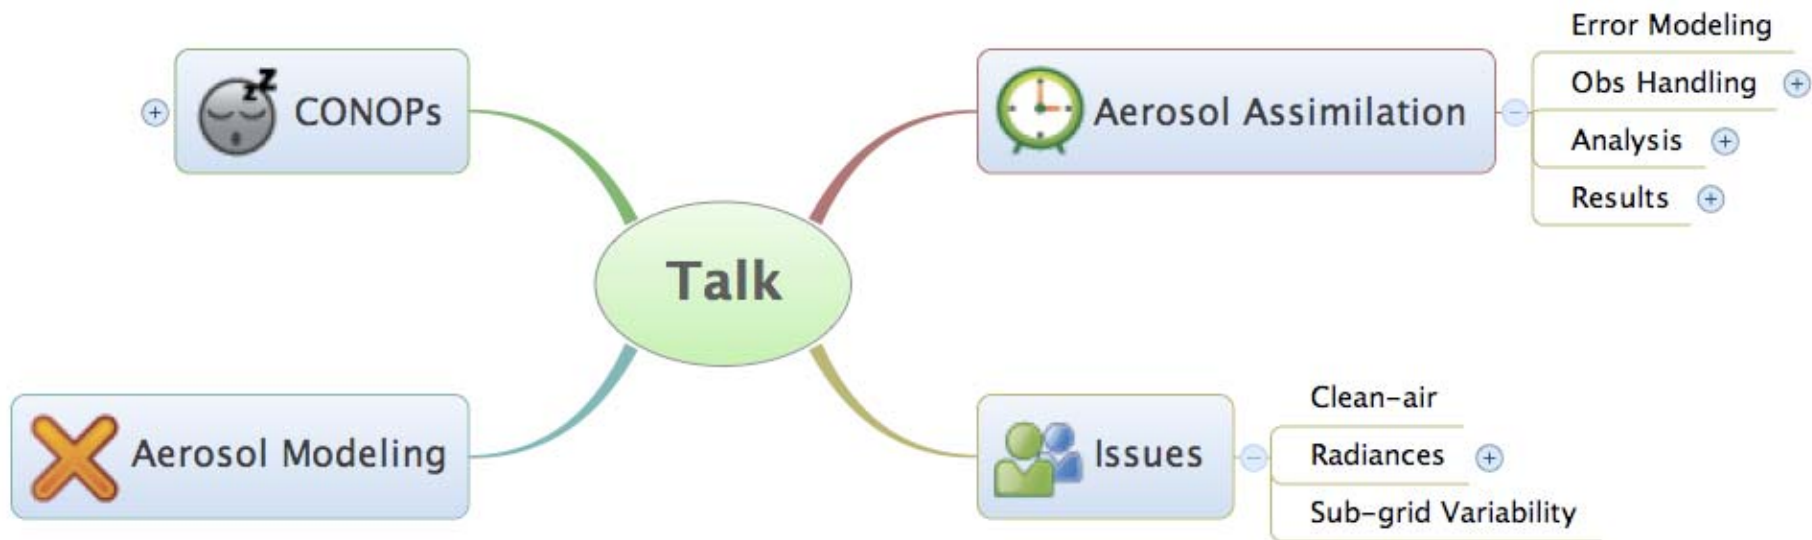 CONOPs
Aerosol Assimilation
Error Modeling
Obs Handling
Analysis
Results
Talk
Aerosol Modeling
Issues
Clean-air
Radiances
Sub-grid Variability